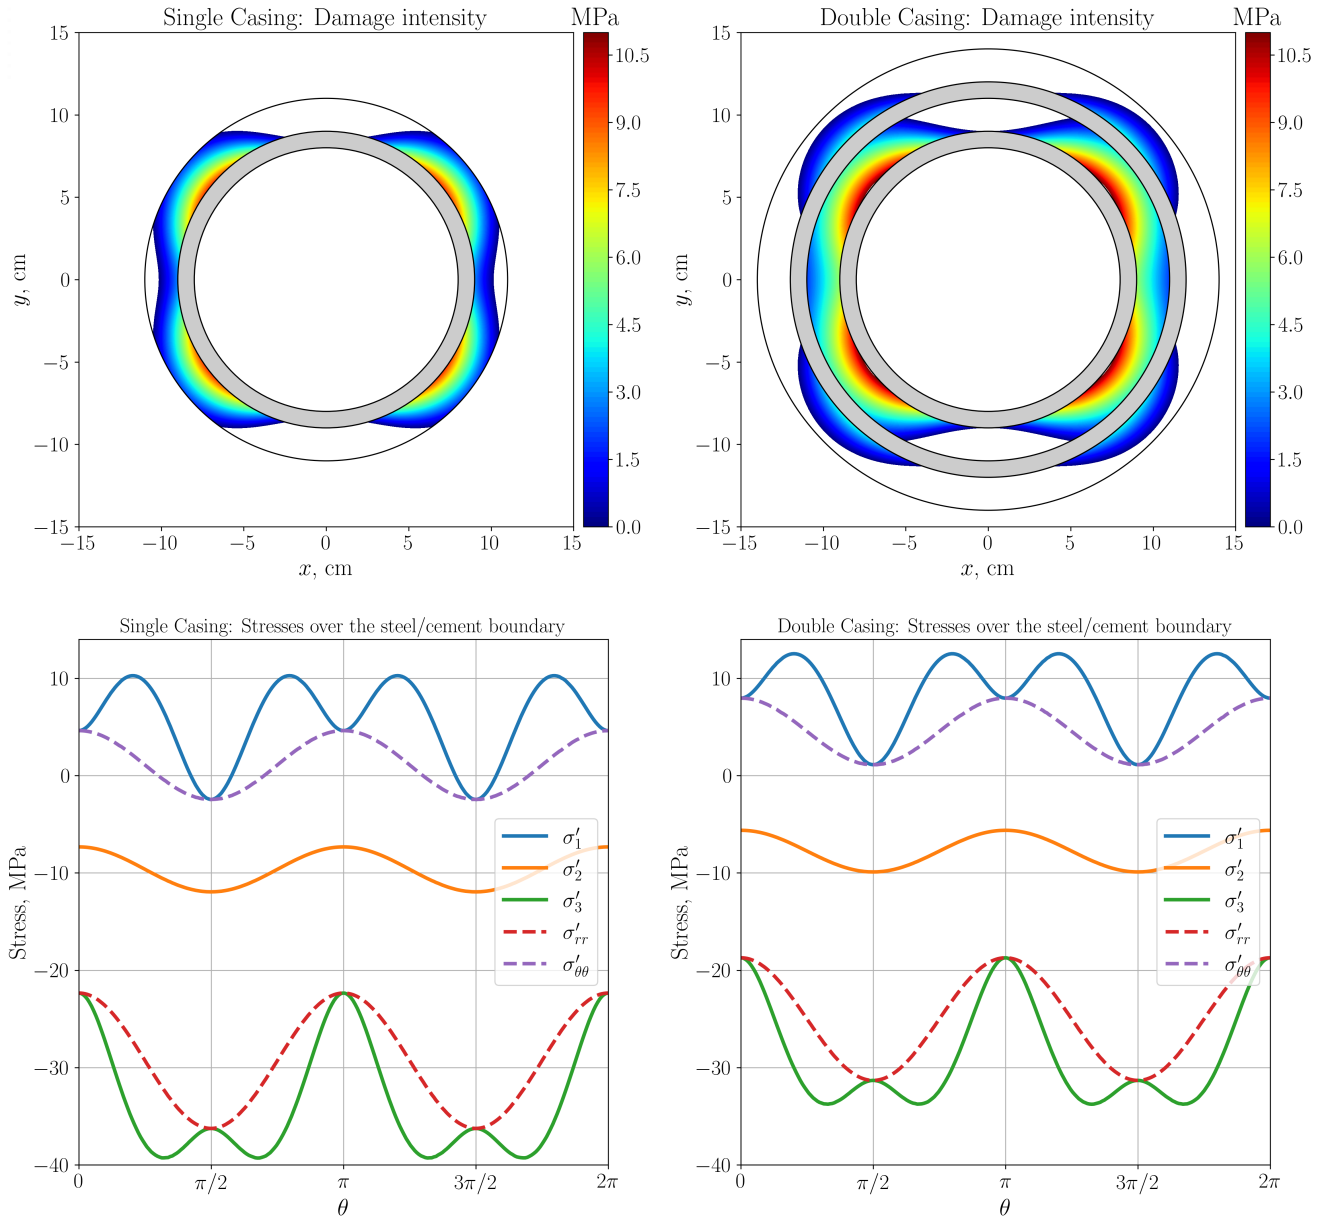 Single Casing: Damage intensity
MPa
15
10
5
0
−5
−10
−15
−15
−10
−5
0
5
10
15
y, cm
x, cm
10.5
9.0
7.5
6.0
4.5
3.0
1.5
0.0
Double Casing: Damage intensity
MPa
15
10
5
0
−5
−10
−15
−15
−10
−5
0
5
10
15
y, cm
x, cm
10.5
9.0
7.5
6.0
4.5
3.0
1.5
0.0
Single Casing: Stresses over the steel/cement boundary
10
0
−10
−20
−30
−40
Stress, MPa
0
π/2
π
3π/2
2π
θ
σ′₁
σ′₂
σ′₃
σ′rr
σ′θθ
Double Casing: Stresses over the steel/cement boundary
10
0
−10
−20
−30
−40
Stress, MPa
0
π/2
π
3π/2
2π
θ
σ′₁
σ′₂
σ′₃
σ′rr
σ′θθ